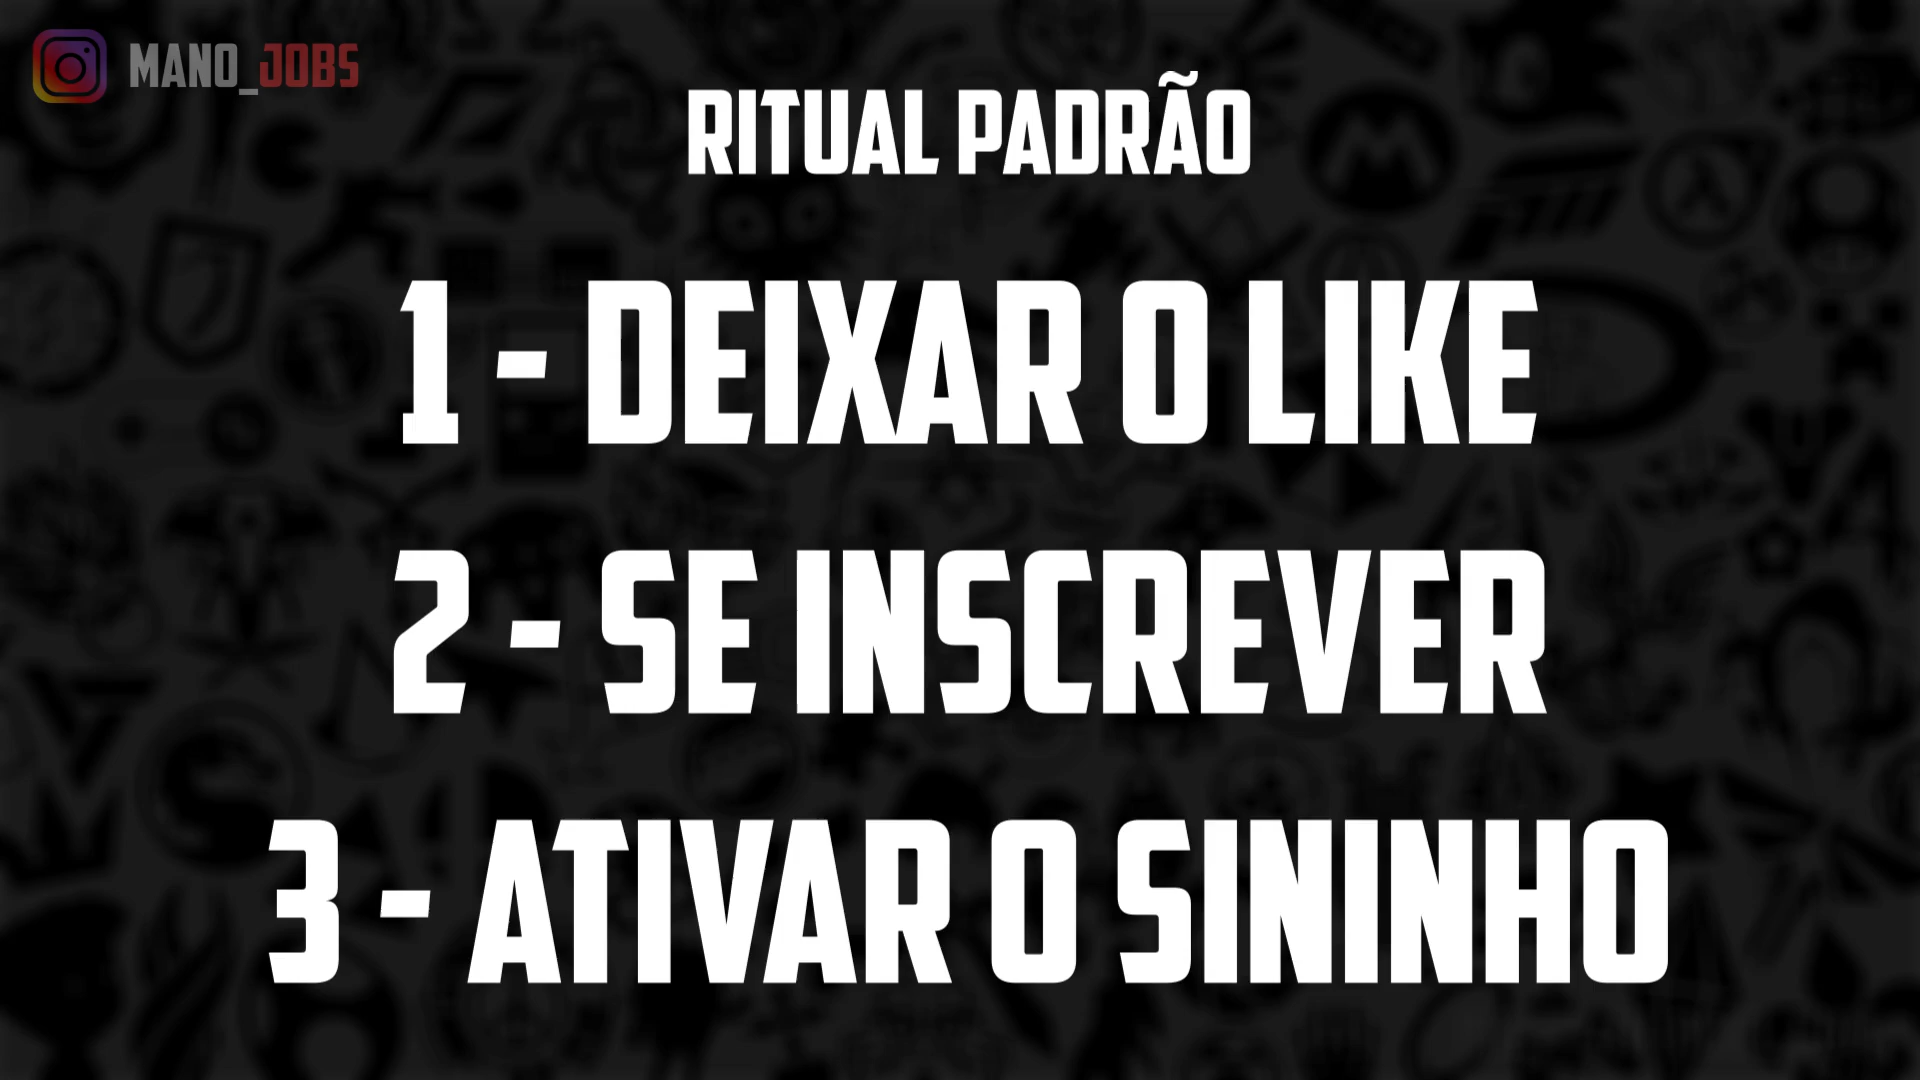 MANO_JOBS
RITUAL PADRÃO
1 - DEIXAR O LIKE
2 - SE INSCREVER
3 - ATIVAR O SININHO